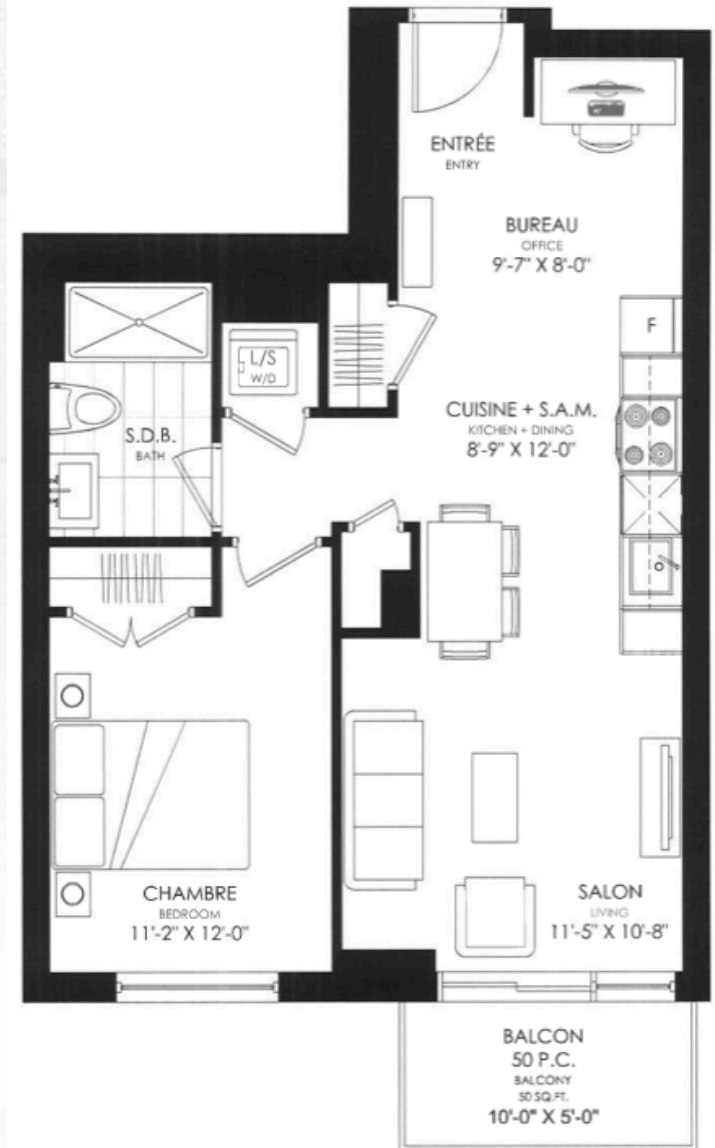 ENTRÉE
ENTRY
BUREAU
OFFICE
9'-7" X 8'-0"
F
L/S
W/D
CUISINE + S.A.M.
KITCHEN + DINING
8'-9" X 12'-0"
S.D.B.
BATH
CHAMBRE
BEDROOM
11'-2" X 12'-0"
SALON
LIVING
11'-5" X 10'-8"
BALCON
50 P.C.
BALCONY
50 SQ.FT.
10'-0" X 5'-0"